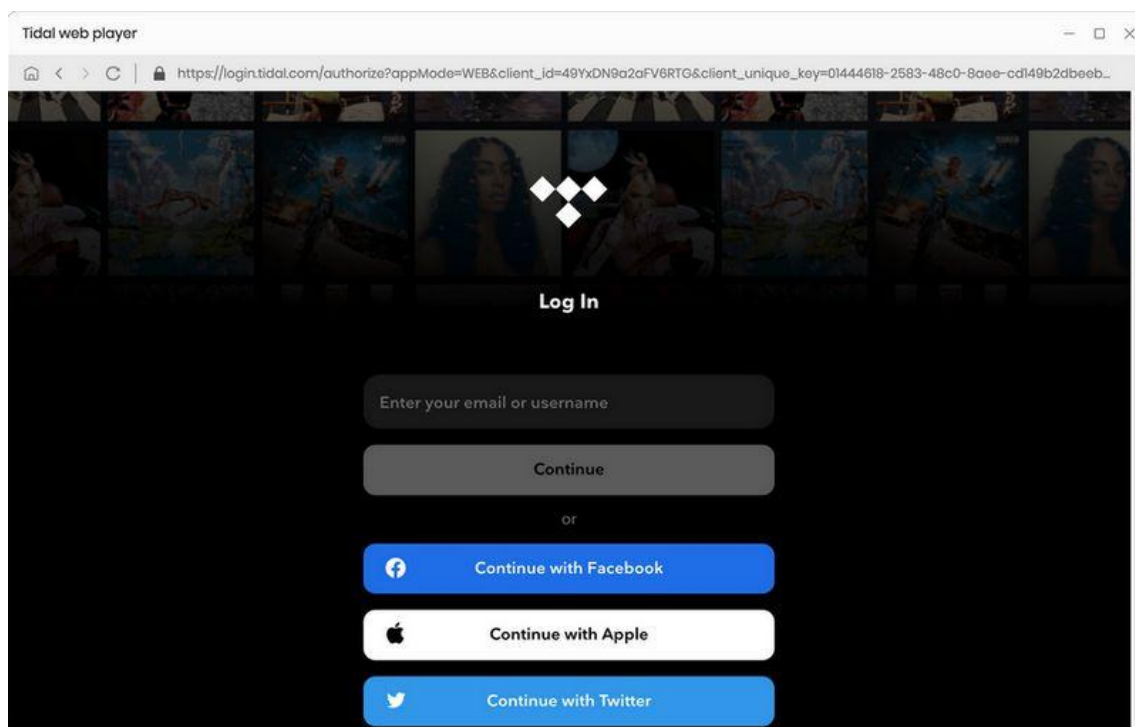 Tidal web player
https://login.tidal.com/authorize?appMode=WEB&client_id=49YxDN9a2aFV6RTG&client_unique_key=01444618-2583-48c0-8aee-cd149b2dbeeb...
Log In
Enter your email or username
Continue
or
Continue with Facebook
Continue with Apple
Continue with Twitter